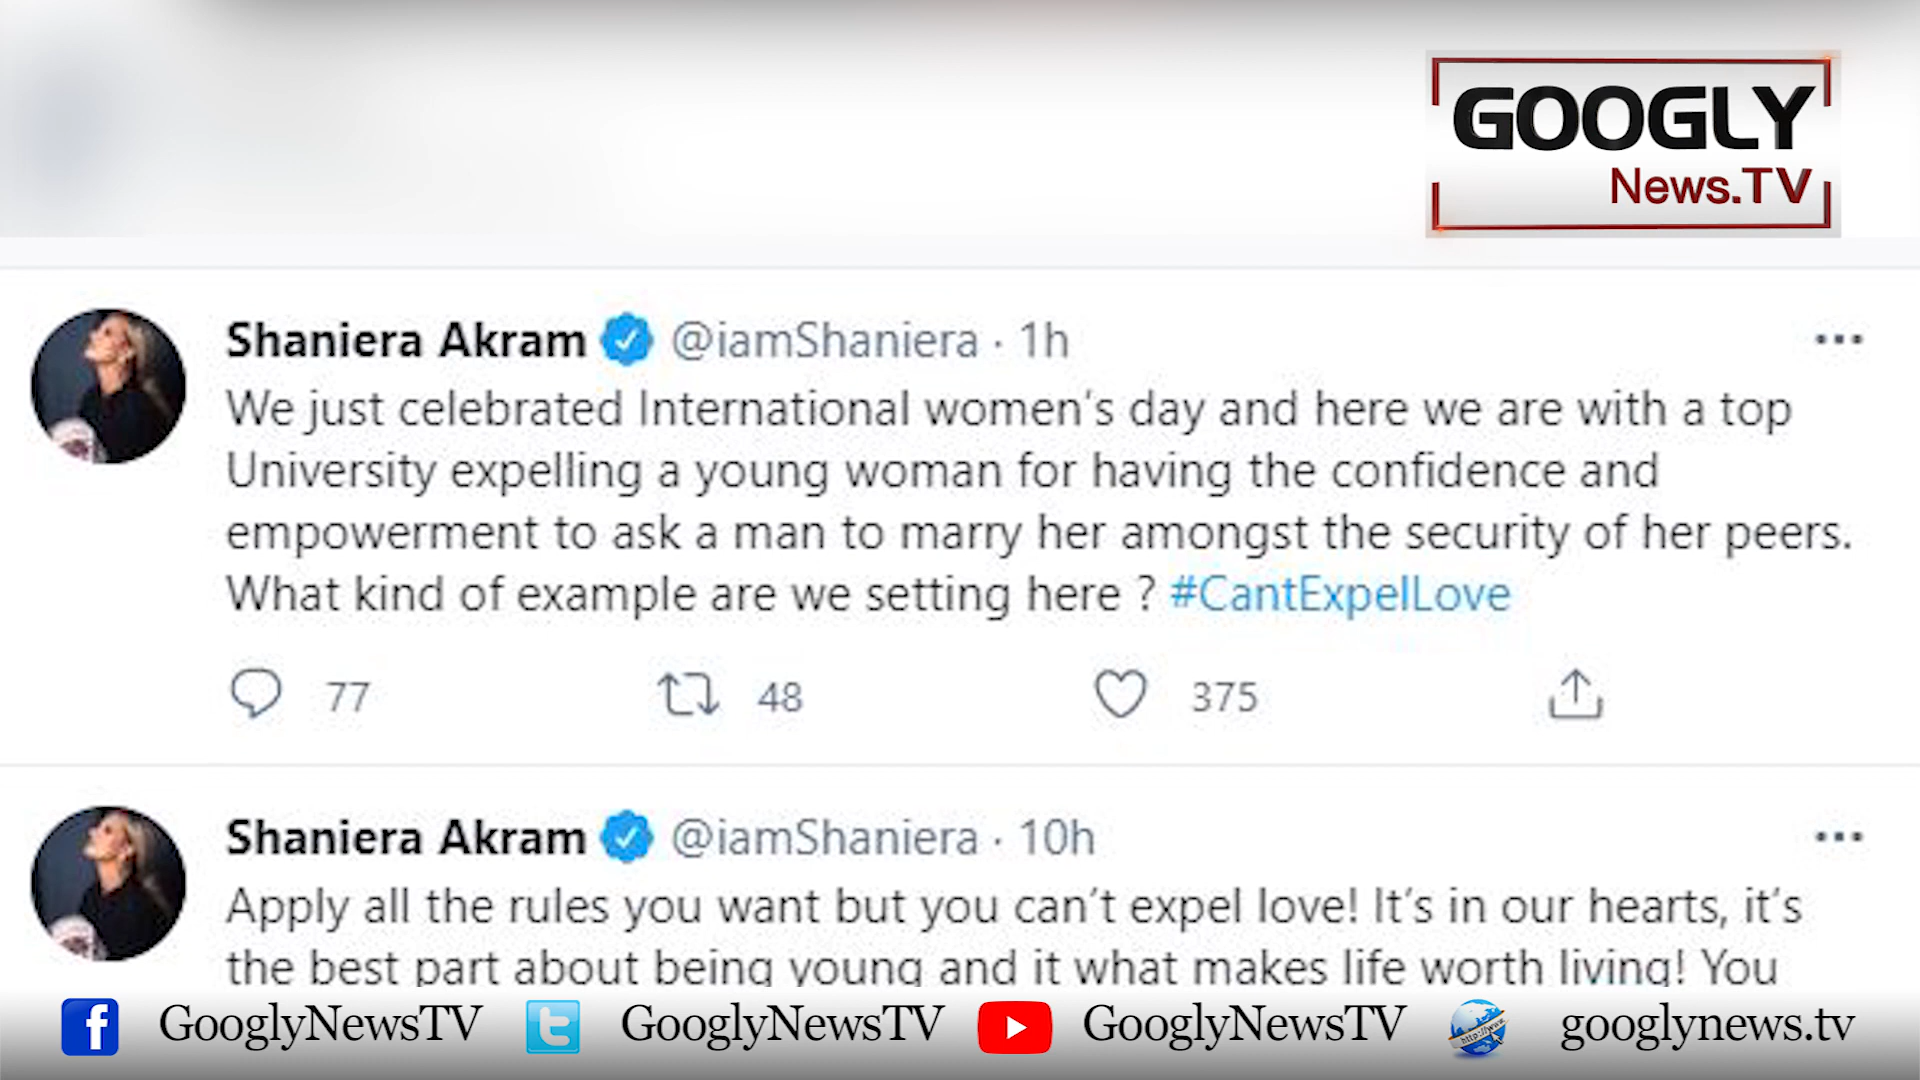 GOOGLY
News.TV
Shaniera Akram @iamShaniera · 1h
We just celebrated International women's day and here we are with a top
University expelling a young woman for having the confidence and
empowerment to ask a man to marry her amongst the security of her peers.
What kind of example are we setting here ? #CantExpelLove
77 48 375
Shaniera Akram @iamShaniera · 10h
Apply all the rules you want but you can't expel love! It's in our hearts, it's
the best part about being young and it what makes life worth living! You
GooglyNewsTV GooglyNewsTV GooglyNewsTV http://www googlynews.tv